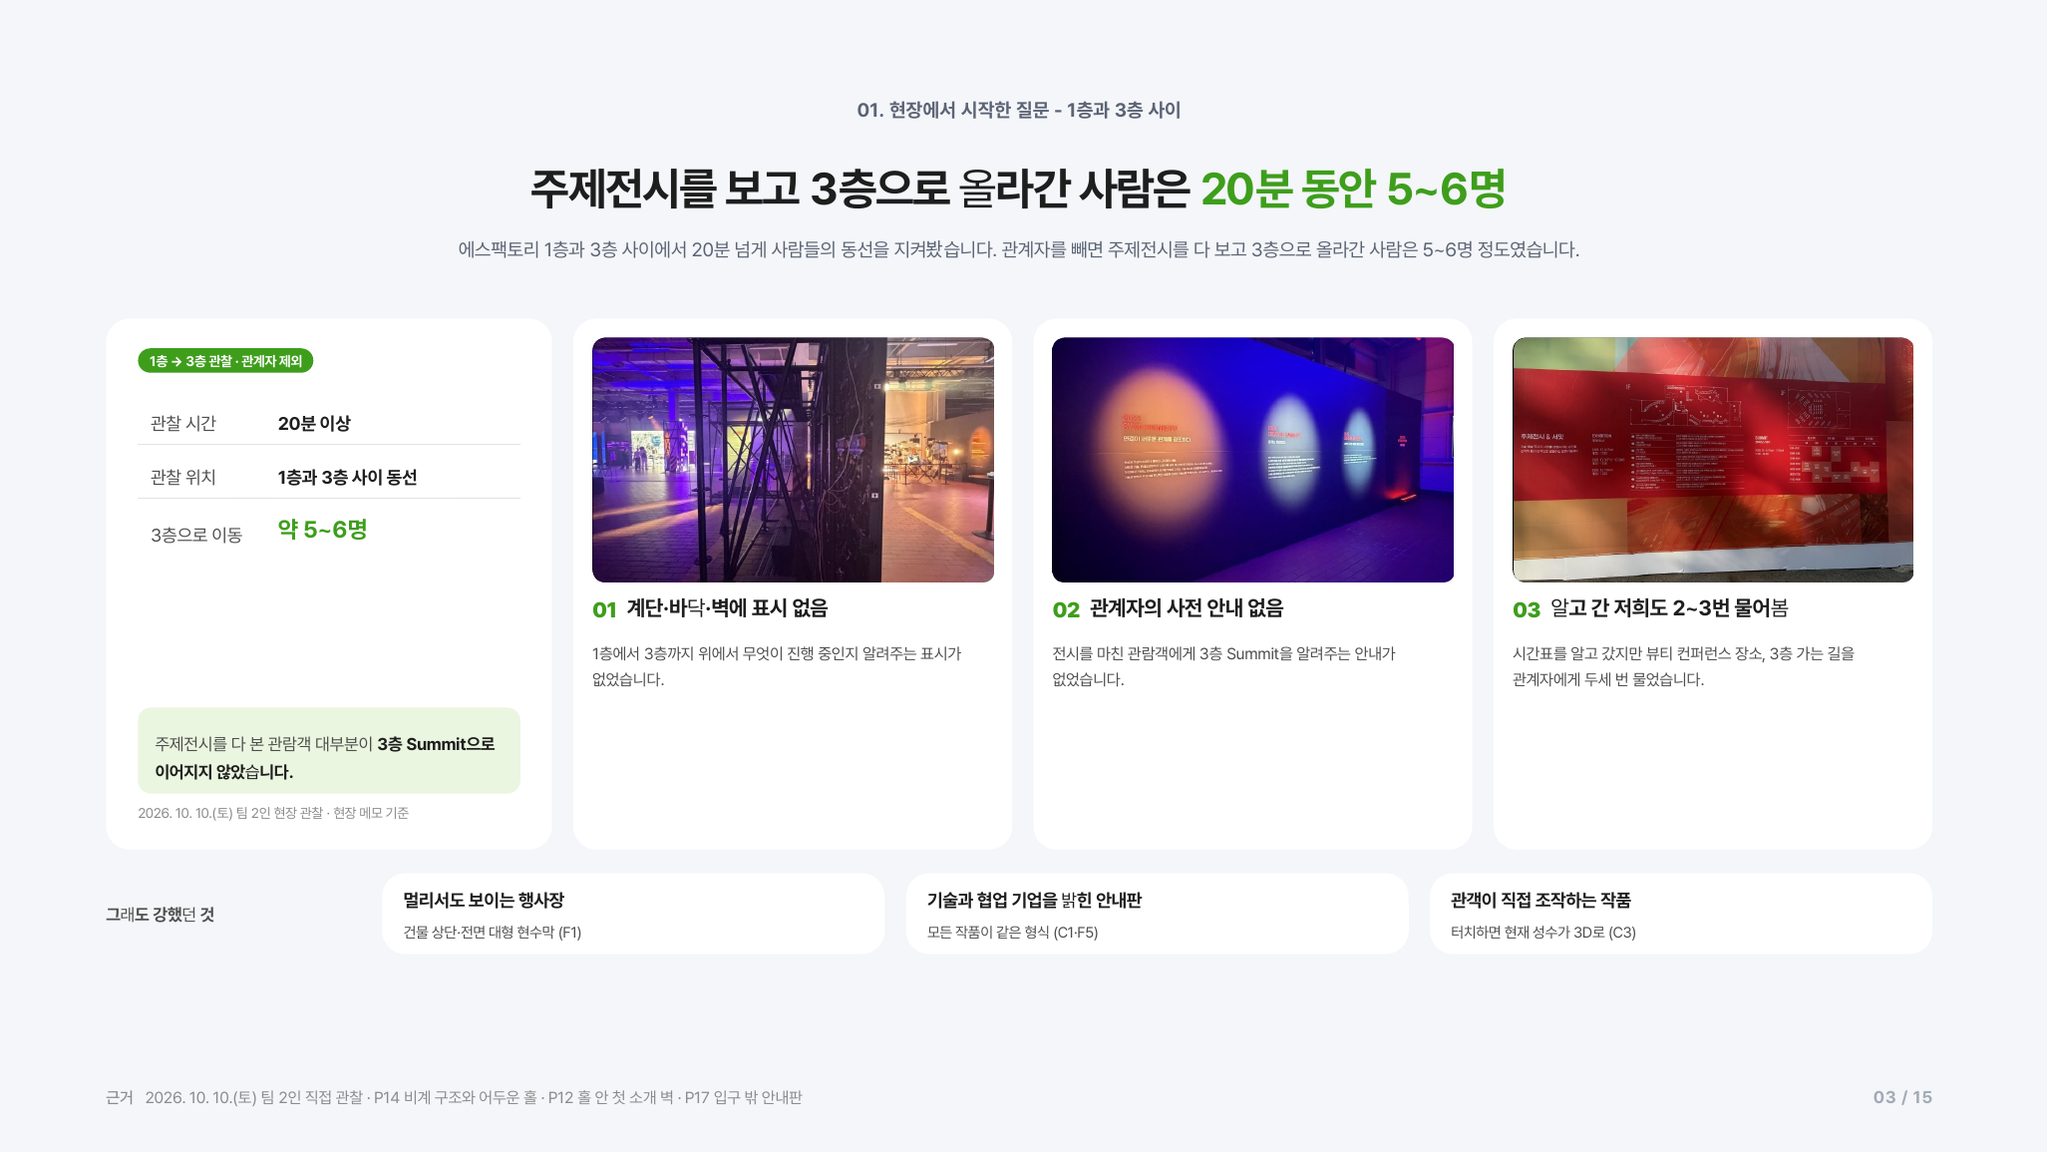 01. 현장에서 시작한 질문 - 1층과 3층 사이
주제전시를 보고 3층으로 올라간 사람은 20분 동안 5~6명
에스팩토리 1층과 3층 사이에서 20분 넘게 사람들의 동선을 지켜봤습니다. 관계자를 빼면 주제전시를 다 보고 3층으로 올라간 사람은 5~6명 정도였습니다.
1층 → 3층 관찰 · 관계자 제외
관찰 시간 20분 이상
관찰 위치 1층과 3층 사이 동선
3층으로 이동 약 5~6명
주제전시를 다 본 관람객 대부분이 3층 Summit으로
이어지지 않았습니다.
2026. 10. 10.(토) 팀 2인 현장 관찰 · 현장 메모 기준
01 계단·바닥·벽에 표시 없음
1층에서 3층까지 위에서 무엇이 진행 중인지 알려주는 표시가
없었습니다.
02 관계자의 사전 안내 없음
전시를 마친 관람객에게 3층 Summit을 알려주는 안내가
없었습니다.
주제전시 & 서밋
03 알고 간 저희도 2~3번 물어봄
시간표를 알고 갔지만 뷰티 컨퍼런스 장소, 3층 가는 길을
관계자에게 두세 번 물었습니다.
그래도 강했던 것
멀리서도 보이는 행사장
건물 상단·전면 대형 현수막 (F1)
기술과 협업 기업을 밝힌 안내판
모든 작품이 같은 형식 (C1·F5)
관객이 직접 조작하는 작품
터치하면 현재 성수가 3D로 (C3)
근거 2026. 10. 10.(토) 팀 2인 직접 관찰 · P14 비계 구조와 어두운 홀 · P12 홀 안 첫 소개 벽 · P17 입구 밖 안내판
03 / 15